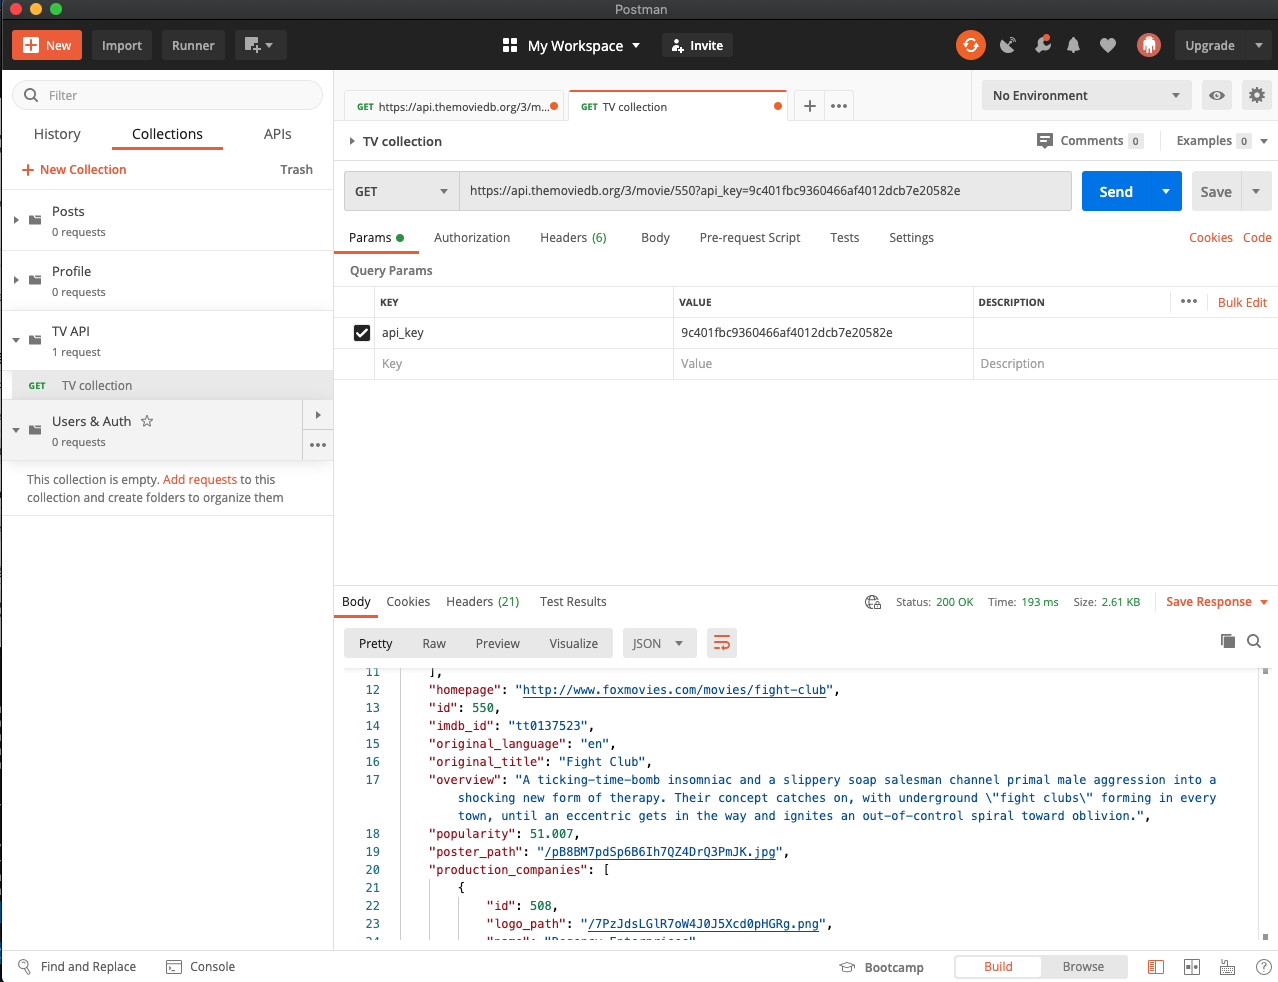 Postman
New
Import
Runner
My Workspace
Invite
Upgrade
Filter
History
Collections
APIs
New Collection
Trash
Posts
0 requests
Profile
0 requests
TV API
1 request
GET TV collection
Users & Auth
0 requests
This collection is empty. Add requests to this
collection and create folders to organize them
GET https://api.themoviedb.org/3/m...
GET TV collection
No Environment
TV collection
Comments 0
Examples 0
GET
https://api.themoviedb.org/3/movie/550?api_key=9c401fbc9360466af4012dcb7e20582e
Send
Save
Params
Authorization
Headers (6)
Body
Pre-request Script
Tests
Settings
Cookies
Code
Query Params
KEY
VALUE
DESCRIPTION
Bulk Edit
api_key
9c401fbc9360466af4012dcb7e20582e
Key
Value
Description
Body
Cookies
Headers (21)
Test Results
Status: 200 OK
Time: 193 ms
Size: 2.61 KB
Save Response
Pretty
Raw
Preview
Visualize
JSON
11 ],
12 "homepage": "http://www.foxmovies.com/movies/fight-club",
13 "id": 550,
14 "imdb_id": "tt0137523",
15 "original_language": "en",
16 "original_title": "Fight Club",
17 "overview": "A ticking-time-bomb insomniac and a slippery soap salesman channel primal male aggression into a
shocking new form of therapy. Their concept catches on, with underground \"fight clubs\" forming in every
town, until an eccentric gets in the way and ignites an out-of-control spiral toward oblivion.",
18 "popularity": 51.007,
19 "poster_path": "/pB8BM7pdSp6B6Ih7QZ4DrQ3PmJK.jpg",
20 "production_companies": [
21 {
22 "id": 508,
23 "logo_path": "/7PzJdsLGlR7oW4J0J5Xcd0pHGRg.png",
24 "name": "Regency Enterprises"
Find and Replace
Console
Bootcamp
Build
Browse